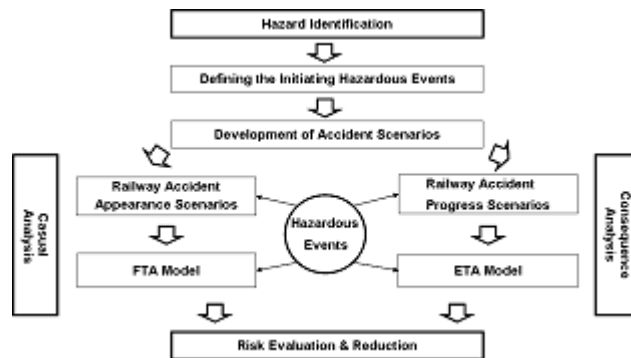 Hazard Identification
Defining the Initiating Hazardous Events
Development of Accident Scenarios
Casual
Analysis
Railway Accident
Appearance Scenarios
Hazardous
Events
Railway Accident
Progress Scenarios
Consequence
Analysis
FTA Model
ETA Model
Risk Evaluation & Reduction